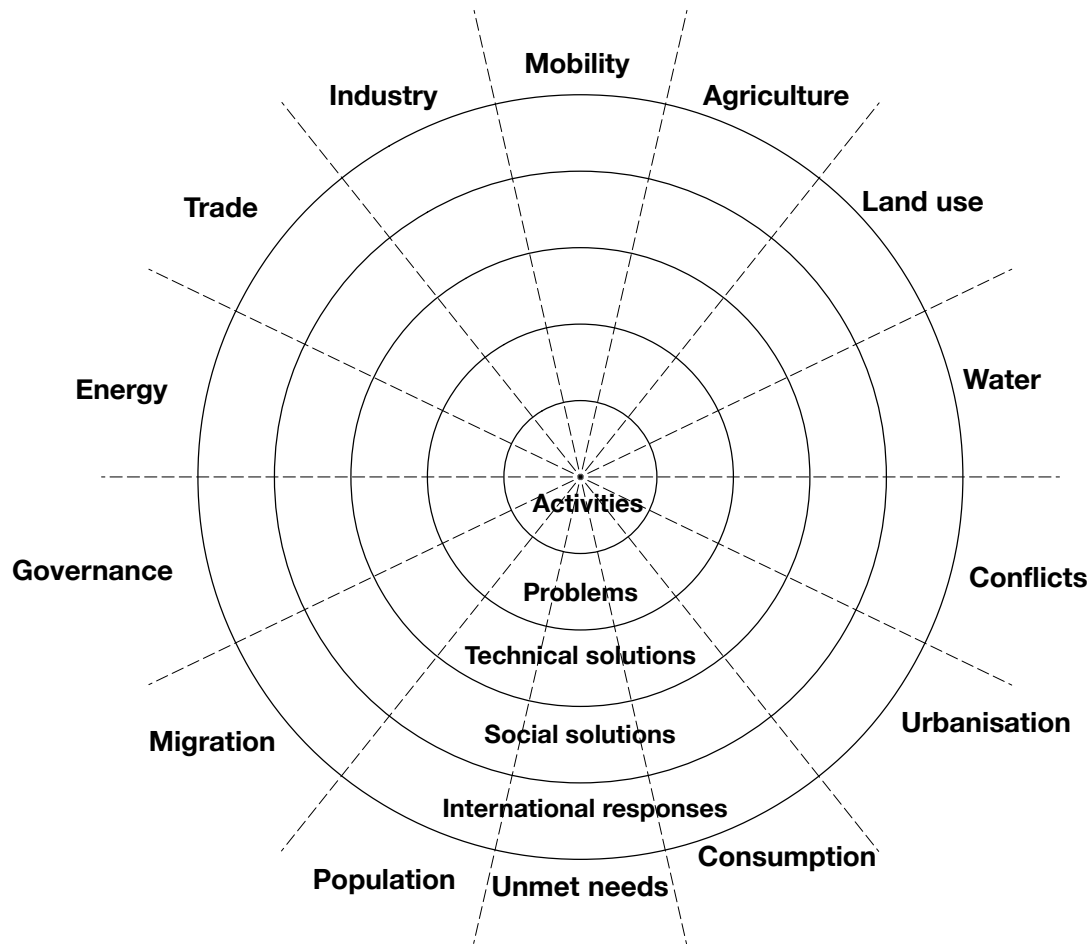 Mobility
Industry
Agriculture
Trade
Land use
Energy
Water
Activities
Governance
Conflicts
Problems
Technical solutions
Migration
Social solutions
Urbanisation
International responses
Population
Unmet needs
Consumption